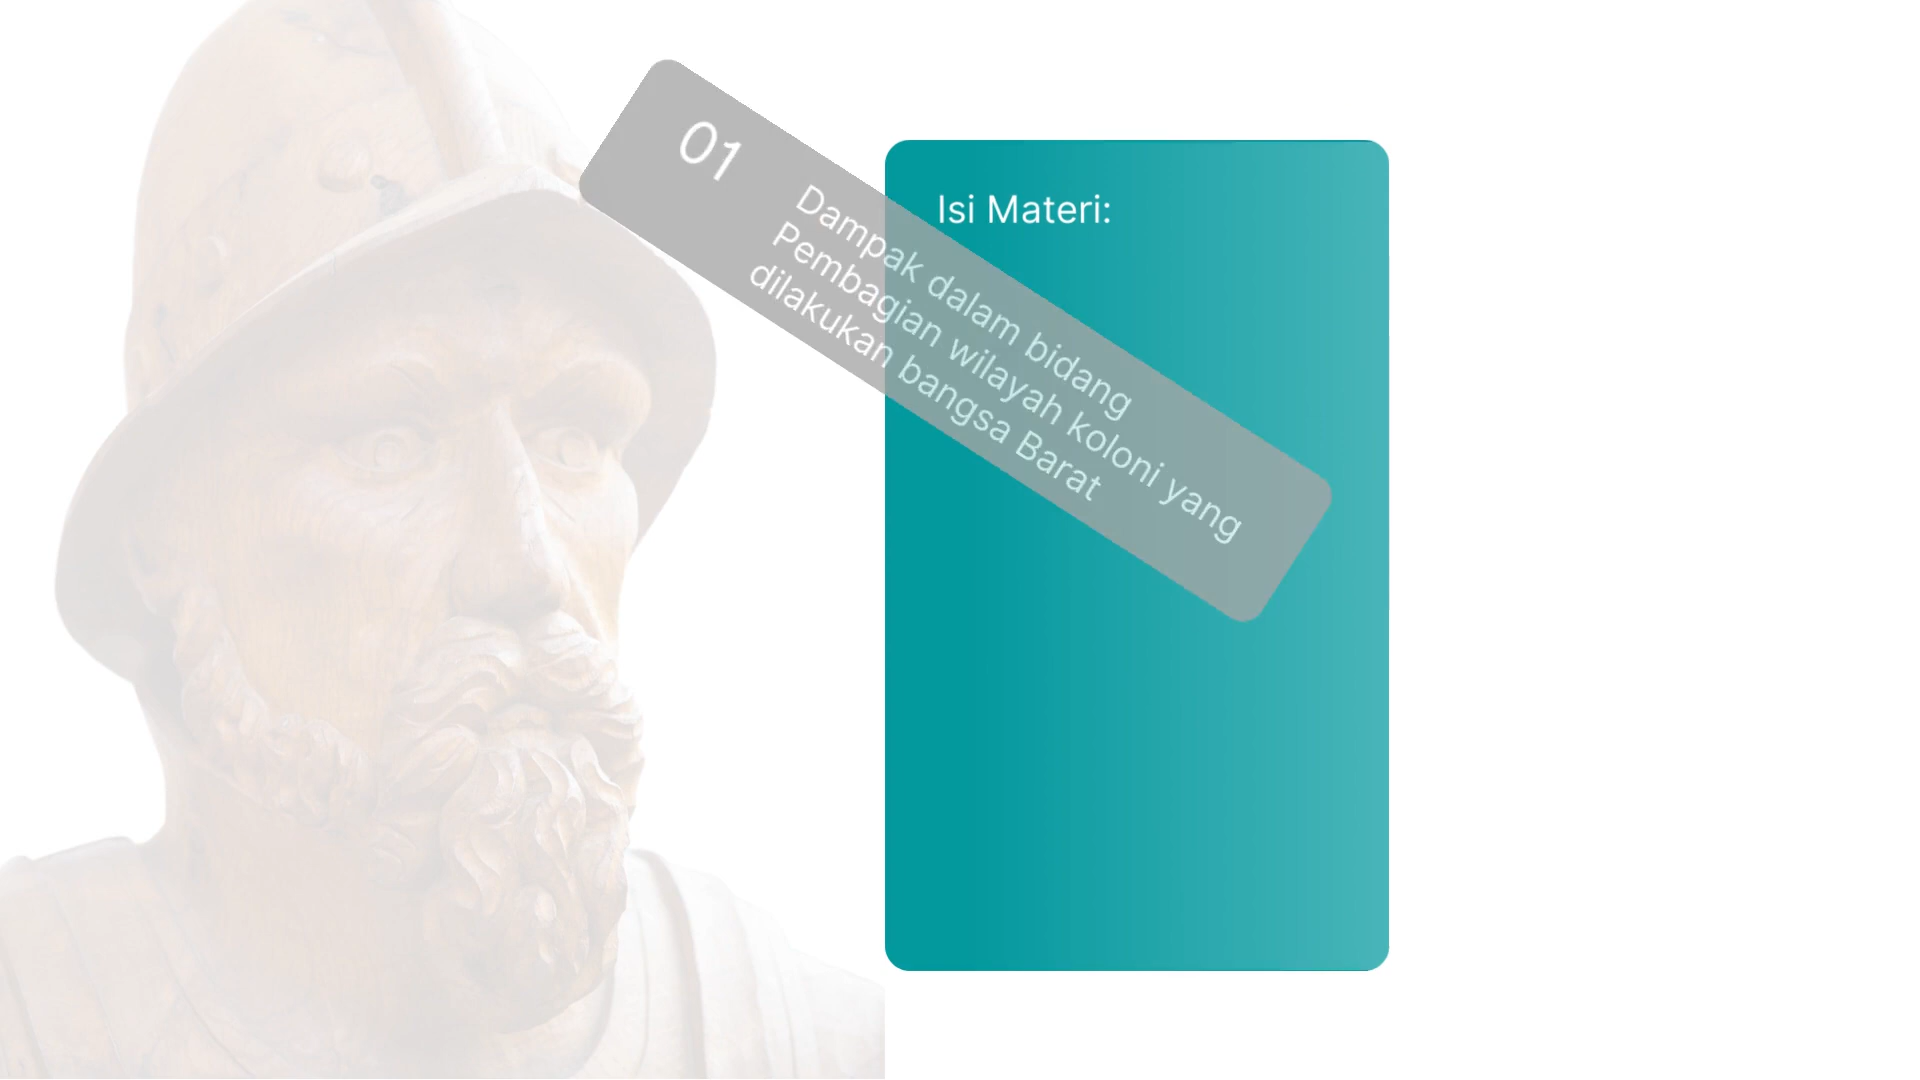 Isi Materi:
01
Dampak dalam bidang
Pembagian wilayah koloni yang
dilakukan bangsa Barat